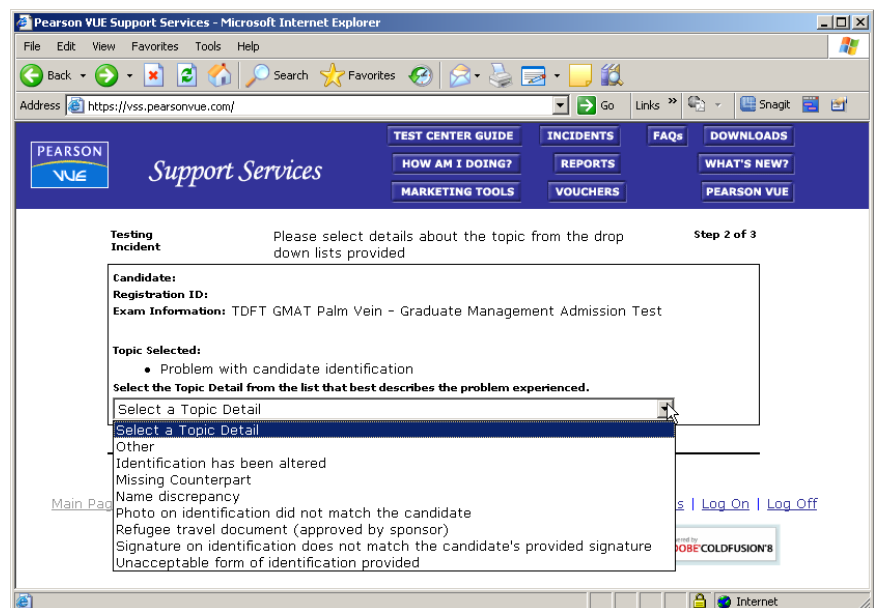 Pearson VUE Support Services - Microsoft Internet Explorer
File Edit View Favorites Tools Help
Back Search Favorites
Address https://vss.pearsonvue.com/ Go Links » Snagit
PEARSON
VUE
Support Services
TEST CENTER GUIDE INCIDENTS FAQs DOWNLOADS
HOW AM I DOING? REPORTS WHAT'S NEW?
MARKETING TOOLS VOUCHERS PEARSON VUE
Testing
Incident
Please select details about the topic from the drop
down lists provided
Step 2 of 3
Candidate:
Registration ID:
Exam Information: TDFT GMAT Palm Vein - Graduate Management Admission Test
Topic Selected:
• Problem with candidate identification
Select the Topic Detail from the list that best describes the problem experienced.
Select a Topic Detail
Select a Topic Detail
Other
Identification has been altered
Missing Counterpart
Name discrepancy
Photo on identification did not match the candidate
Refugee travel document (approved by sponsor)
Signature on identification does not match the candidate's provided signature
Unacceptable form of identification provided
Main Pag
s | Log On | Log Off
OBE® COLDFUSION®8
Internet